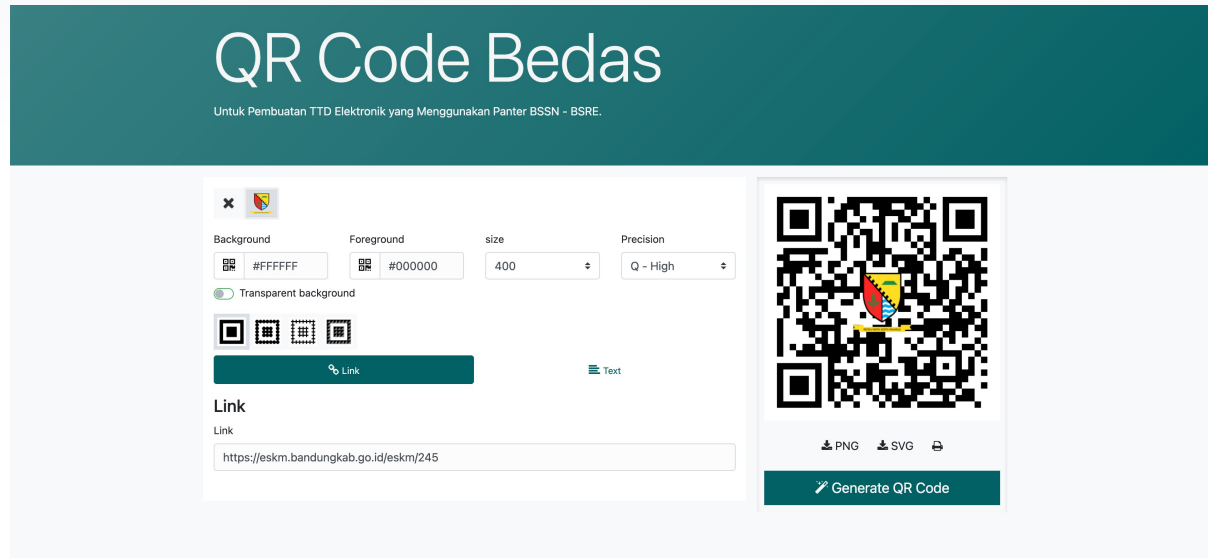 QR Code Bedas
Untuk Pembuatan TTD Elektronik yang Menggunakan Panter BSSN - BSRE.
Background Foreground size Precision
#FFFFFF #000000 400 Q - High
Transparent background
Link Text
Link
Link
https://eskm.bandungkab.go.id/eskm/245
PNG SVG
Generate QR Code